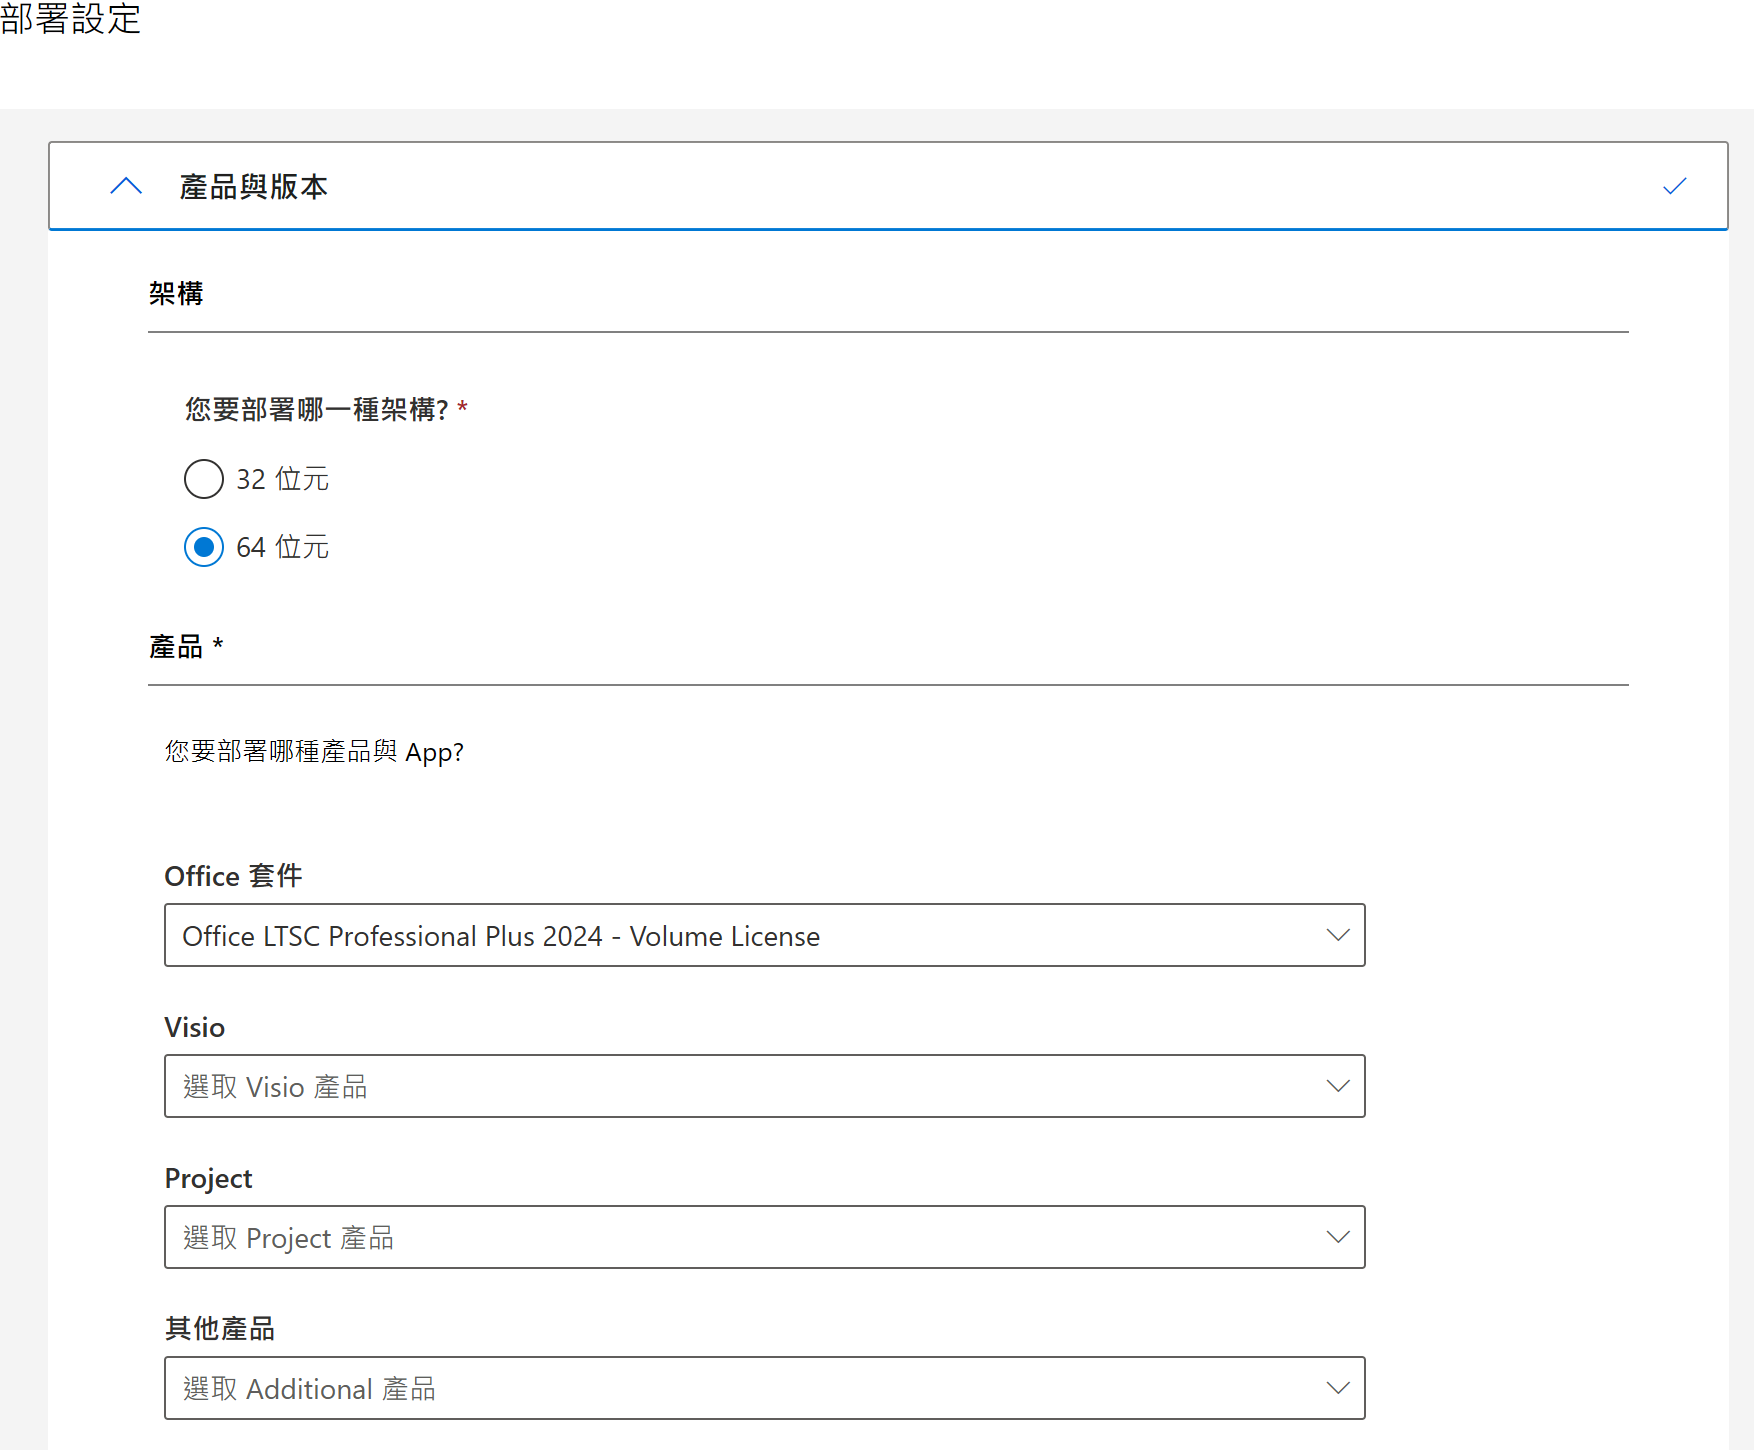 部署設定
產品與版本
架構
您要部署哪一種架構? *
32 位元
64 位元
產品 *
您要部署哪種產品與 App?
Office 套件
Office LTSC Professional Plus 2024 - Volume License
Visio
選取 Visio 產品
Project
選取 Project 產品
其他產品
選取 Additional 產品